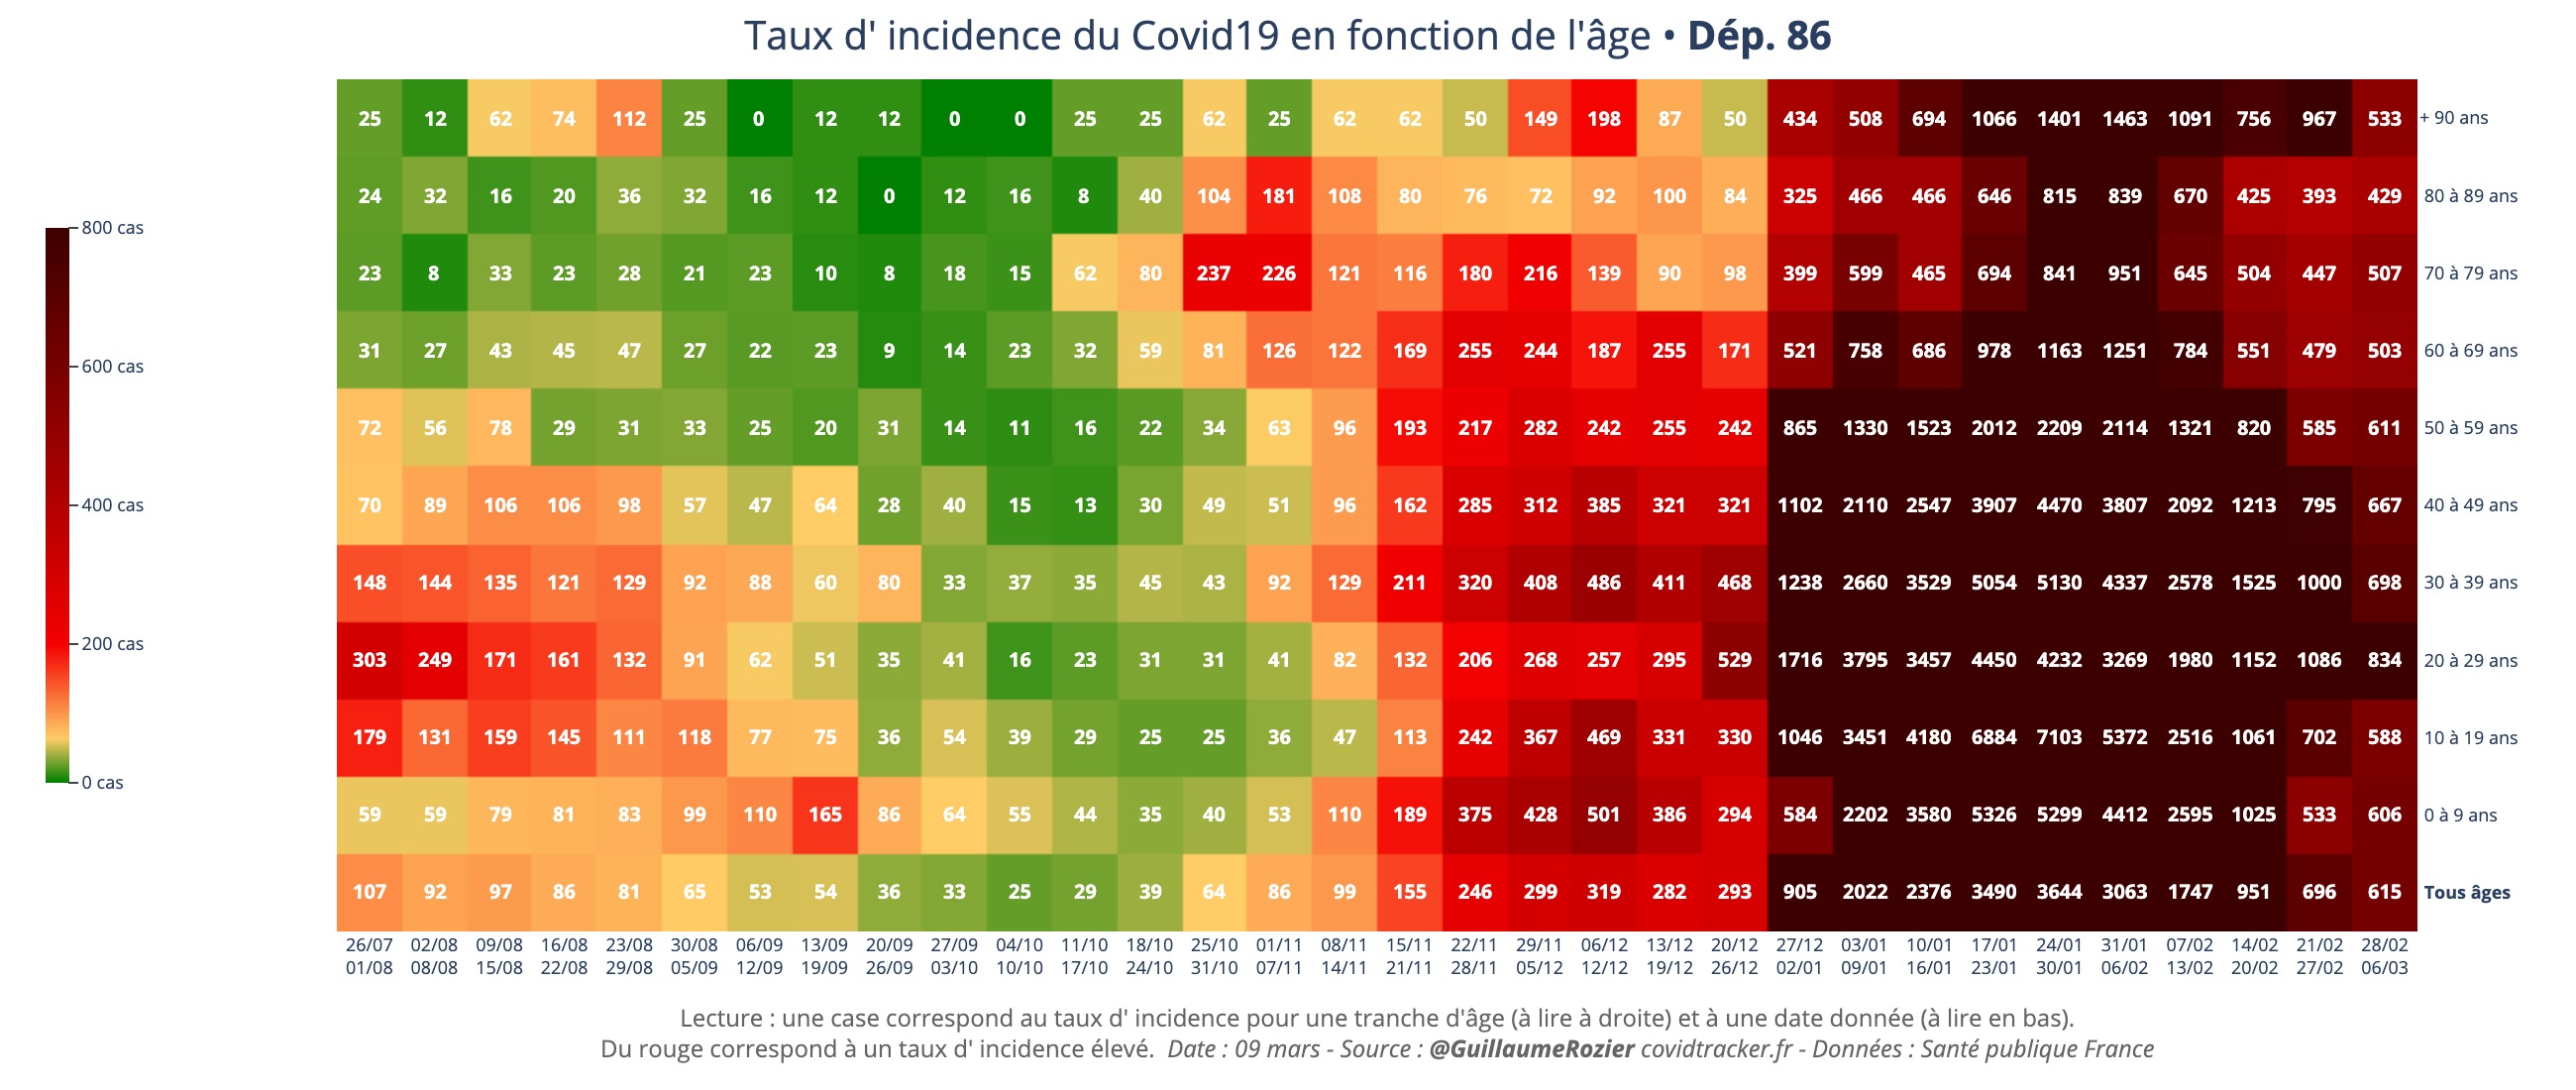 Taux d' incidence du Covid19 en fonction de l'âge • Dép. 86
800 cas
600 cas
400 cas
200 cas
0 cas
25 12 62 74 112 25 0 12 12 0 0 25 25 62 25 62 62 50 149 198 87 50 434 508 694 1066 1401 1463 1091 756 967 533 + 90 ans
24 32 16 20 36 32 16 12 0 12 16 8 40 104 181 108 80 76 72 92 100 84 325 466 466 646 815 839 670 425 393 429 80 à 89 ans
23 8 33 23 28 21 23 10 8 18 15 62 80 237 226 121 116 180 216 139 90 98 399 599 465 694 841 951 645 504 447 507 70 à 79 ans
31 27 43 45 47 27 22 23 9 14 23 32 59 81 126 122 169 255 244 187 255 171 521 758 686 978 1163 1251 784 551 479 503 60 à 69 ans
72 56 78 29 31 33 25 20 31 14 11 16 22 34 63 96 193 217 282 242 255 242 865 1330 1523 2012 2209 2114 1321 820 585 611 50 à 59 ans
70 89 106 106 98 57 47 64 28 40 15 13 30 49 51 96 162 285 312 385 321 321 1102 2110 2547 3907 4470 3807 2092 1213 795 667 40 à 49 ans
148 144 135 121 129 92 88 60 80 33 37 35 45 43 92 129 211 320 408 486 411 468 1238 2660 3529 5054 5130 4337 2578 1525 1000 698 30 à 39 ans
303 249 171 161 132 91 62 51 35 41 16 23 31 31 41 82 132 206 268 257 295 529 1716 3795 3457 4450 4232 3269 1980 1152 1086 834 20 à 29 ans
179 131 159 145 111 118 77 75 36 54 39 29 25 25 36 47 113 242 367 469 331 330 1046 3451 4180 6884 7103 5372 2516 1061 702 588 10 à 19 ans
59 59 79 81 83 99 110 165 86 64 55 44 35 40 53 110 189 375 428 501 386 294 584 2202 3580 5326 5299 4412 2595 1025 533 606 0 à 9 ans
107 92 97 86 81 65 53 54 36 33 25 29 39 64 86 99 155 246 299 319 282 293 905 2022 2376 3490 3644 3063 1747 951 696 615 Tous âges
26/07 02/08 09/08 16/08 23/08 30/08 06/09 13/09 20/09 27/09 04/10 11/10 18/10 25/10 01/11 08/11 15/11 22/11 29/11 06/12 13/12 20/12 27/12 03/01 10/01 17/01 24/01 31/01 07/02 14/02 21/02 28/02
01/08 08/08 15/08 22/08 29/08 05/09 12/09 19/09 26/09 03/10 10/10 17/10 24/10 31/10 07/11 14/11 21/11 28/11 05/12 12/12 19/12 26/12 02/01 09/01 16/01 23/01 30/01 06/02 13/02 20/02 27/02 06/03
Lecture : une case correspond au taux d' incidence pour une tranche d'âge (à lire à droite) et à une date donnée (à lire en bas).
Du rouge correspond à un taux d' incidence élevé. Date : 09 mars - Source : @GuillaumeRozier covidtracker.fr - Données : Santé publique France